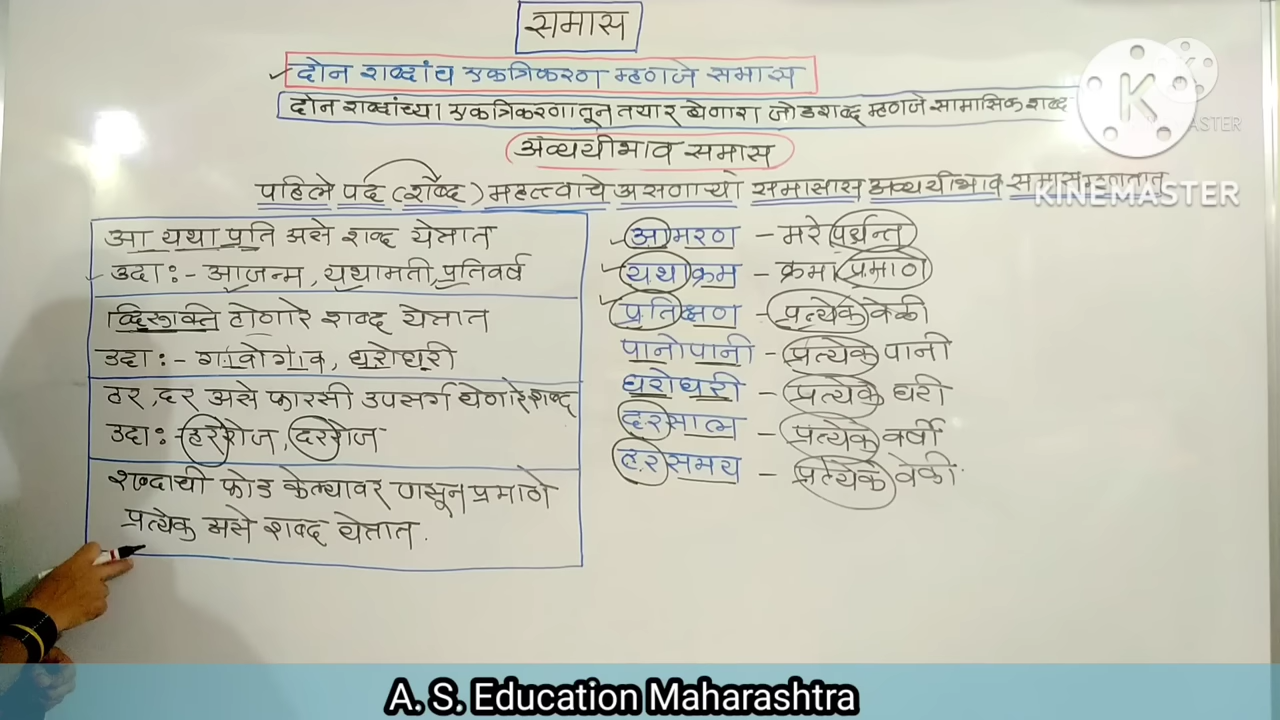 समास
दोन शब्दांच एकत्रिकरण म्हणजे समास
दोन शब्दांच्या एकत्रिकरणातून तयार होणारा जोडशब्द म्हणजे सामासिक शब्द
अव्ययीभाव समास
पहिले पद (शब्द) महत्त्वाचे असणाऱ्या समासास अव्ययीभाव समास म्हणतात
आ यथा प्रति असे शब्द येतात
उदा :- आजन्म, यथामती, प्रतिवर्ष
द्विरूक्ती होणारे शब्द येतात
उदा :- गावोगाव, घरोघरी
हर, दर असे फारसी उपसर्ग येणारे शब्द
उदा :- हररोज, दररोज
शब्दाची फोड केल्यावर पासून प्रमाणे
प्रत्येक असे शब्द येतात.
आमरण - मरेपर्यन्त
यथाक्रम - क्रमाप्रमाणे
प्रतिक्षण - प्रत्येक वेळी
पानोपानी - प्रत्येक पानी
घरोघरी - प्रत्येक घरी
दरसाल - प्रत्येक वर्षी
हरसमय - प्रत्येक वेळी.
K
KINEMASTER
A. S. Education Maharashtra